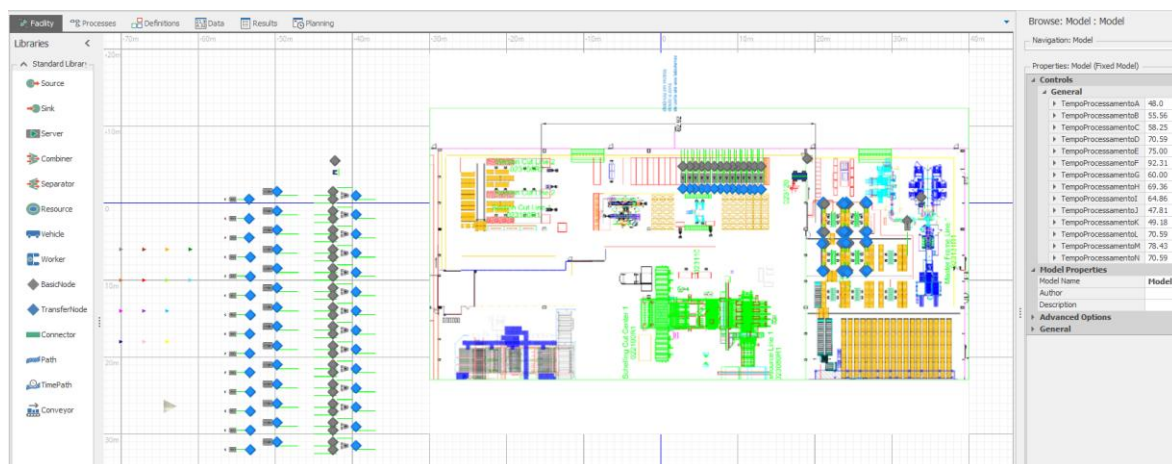 Facility Processes Definitions Data Results Planning
Browse: Model : Model
Libraries
Navigation: Model
Standard Library
Properties: Model (Fixed Model)
Source
Sink
Server
Combiner
Separator
Resource
Vehicle
Worker
BasicNode
TransferNode
Connector
Path
TimePath
Conveyor
-70m -60m -50m -40m -30m -20m -10m 0 10m 20m 30m 40m
-20m
-10m
0
10m
20m
30m
Controls
General
TempoProcessamentoA 48.0
TempoProcessamentoB 55.56
TempoProcessamentoC 58.25
TempoProcessamentoD 70.59
TempoProcessamentoE 75.00
TempoProcessamentoF 92.31
TempoProcessamentoG 60.00
TempoProcessamentoH 69.36
TempoProcessamentoI 64.86
TempoProcessamentoJ 47.81
TempoProcessamentoK 49.18
TempoProcessamentoL 70.59
TempoProcessamentoM 78.43
TempoProcessamentoN 70.59
Model Properties
Model Name Model
Author
Description
Advanced Options
General